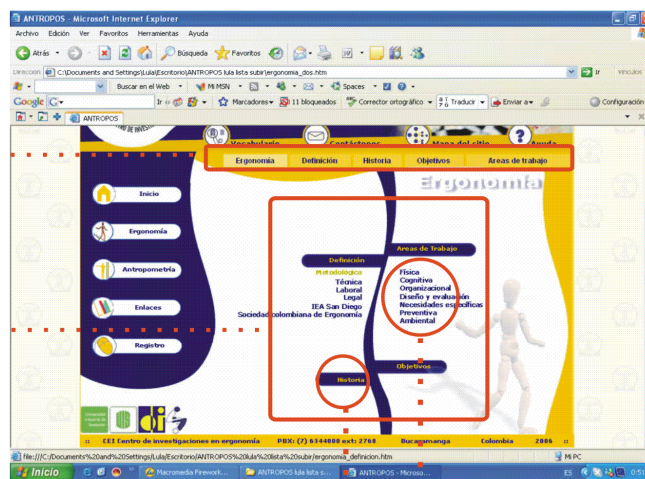 ANTROPOS - Microsoft Internet Explorer
Archivo Edición Ver Favoritos Herramientas Ayuda
Atrás Búsqueda Favoritos
Dirección C:\Documents and Settings\Lula\Escritorio\ANTROPOS lula lista subir\ergonomia_dos.htm Ir Vínculos
Buscar en el Web Mi MSN Spaces
Google G Ir Marcadores 11 bloqueados Corrector ortográfico Traducir Enviar a Configuración
ANTROPOS
Vocabulario Contáctenos Mapa del sitio Ayuda
Ergonomía Definición Historia Objetivos Areas de trabajo
Ergonomía
Inicio
Ergonomía
Antropometría
Enlaces
Registro
Areas de Trabajo
Definición
Metodológica
Técnica
Laboral
Legal
IEA San Diego
Sociedad colombiana de Ergonomía
Física
Cognitiva
Organizacional
Diseño y evaluación
Necesidades específicas
Preventiva
Ambiental
Objetivos
Historia
:: CEI Centro de investigaciones en ergonomía PBX: (7) 6344000 ext: 2760 Bucaramanga Colombia 2006 ::
file:///C:/Documents%20and%20Settings/Lula/Escritorio/ANTROPOS%20lula%20lista%20subir/ergonomia_definicion.htm Mi PC
Inicio Macromedia Firework... ANTROPOS lula lista s... ANTROPOS - Microso... ES 0:51